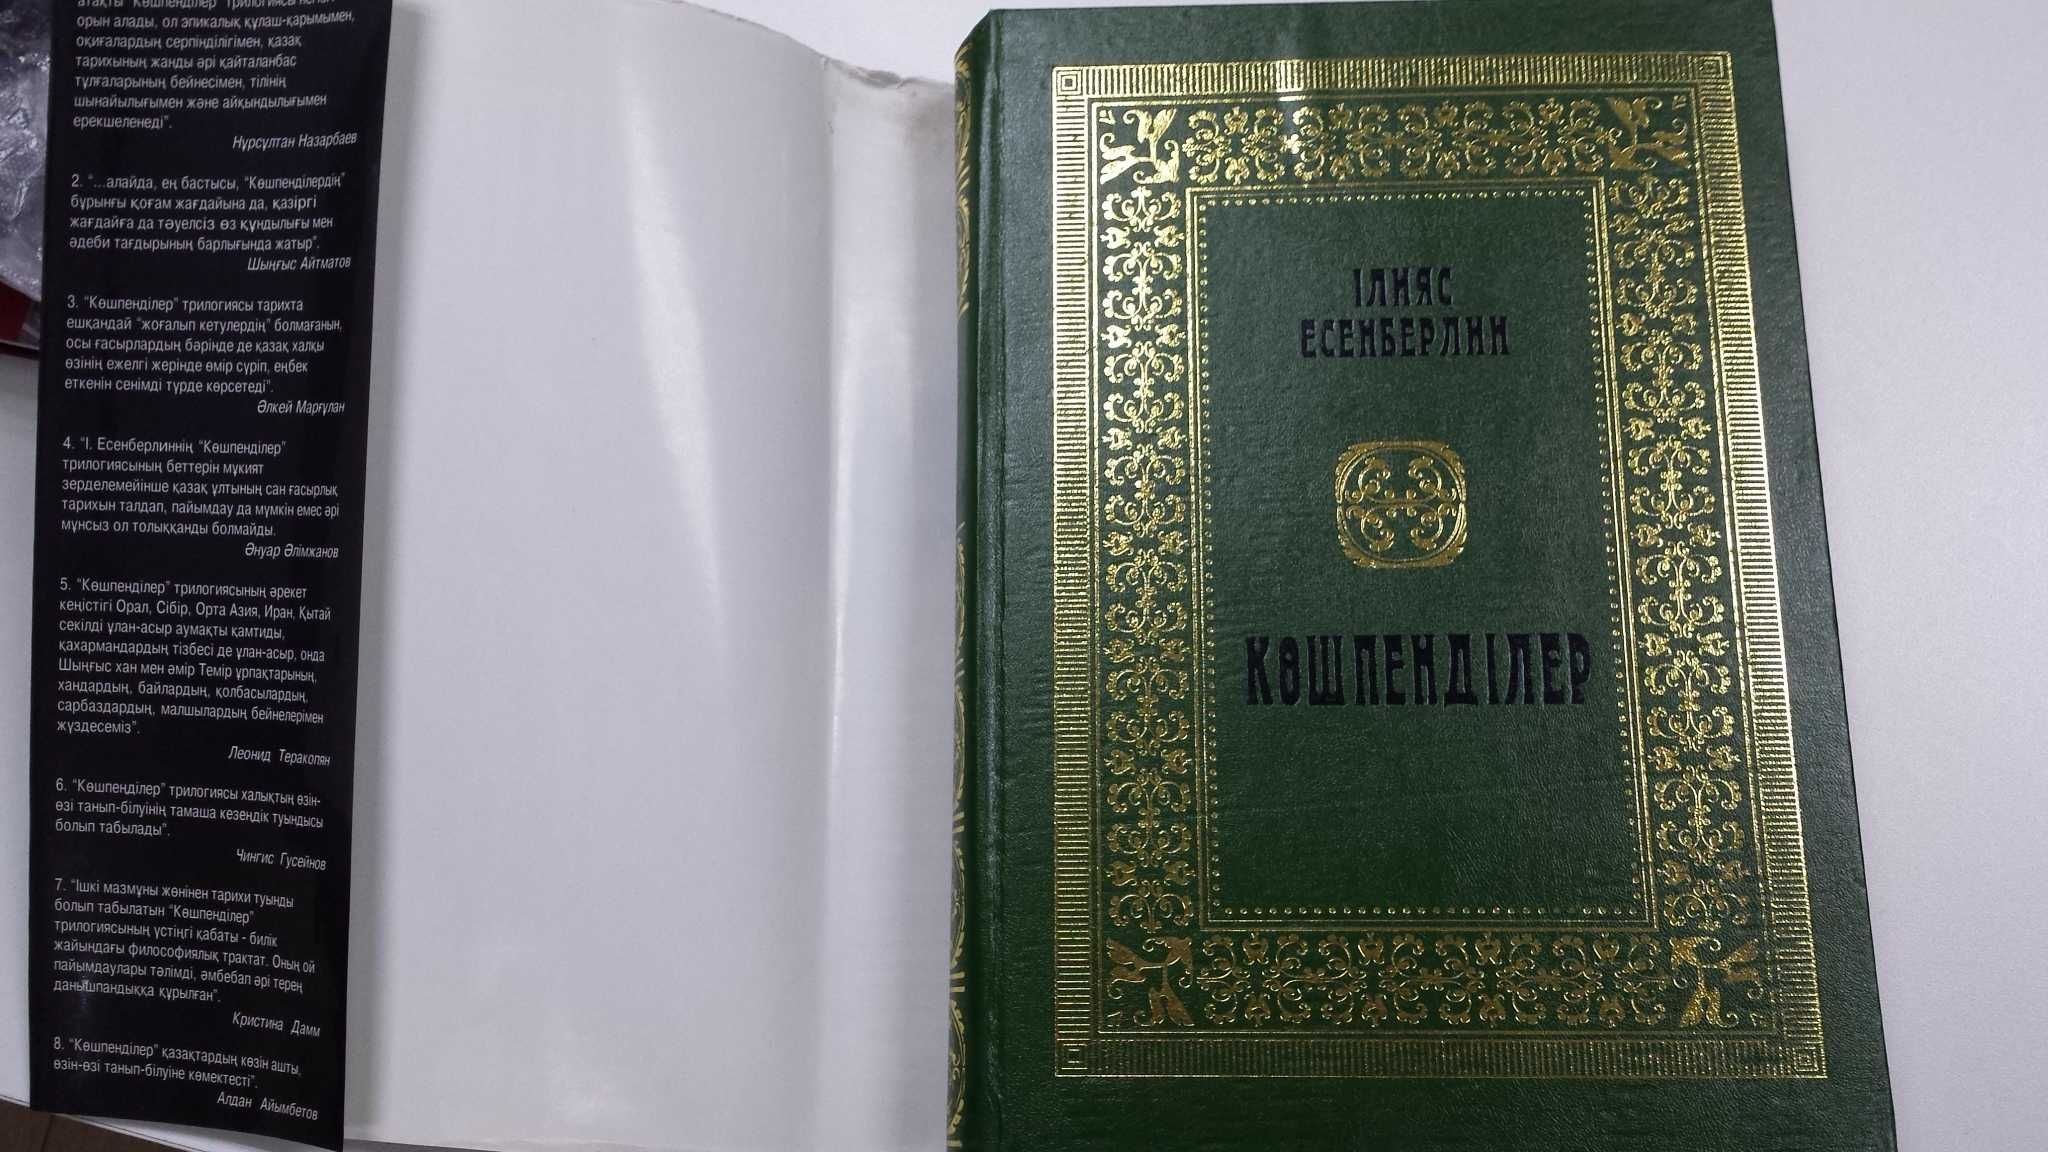 атақты "Көшпенділер" трилогиясы
орын алады, ол эпикалық құлаш-қарымымен,
оқиғалардың серпінділігімен, қазақ
тарихының жанды әрі қайталанбас
тұлғаларының бейнесімен, тілінің
шынайылығымен және айқындылығымен
ерекшеленеді".
Нұрсұлтан Назарбаев
2. "...алайда, ең бастысы, "Көшпенділердің"
бұрынғы қоғам жағдайына да, қазіргі
жағдайға да тәуелсіз өз құндылығы мен
әдеби тағдырының барлығында жатыр".
Шыңғыс Айтматов
3. "Көшпенділер" трилогиясы тарихта
ешқандай "жоғалып кетулердің" болмағанын,
осы ғасырлардың бәрінде де қазақ халқы
өзінің ежелгі жерінде өмір сүріп, еңбек
еткенін сенімді түрде көрсетеді".
Әлкей Марғұлан
4. "І. Есенберлиннің "Көшпенділер"
трилогиясының беттерін мұкият
зерделемейінше қазақ ұлтының сан ғасырлық
тарихын талдап, пайымдау да мүмкін емес әрі
мұнсыз ол толыққанды болмайды.
Әнуар Әлімжанов
5. "Көшпенділер" трилогиясының әрекет
кеңістігі Орал, Сібір, Орта Азия, Иран, Қытай
секілді ұлан-асыр аумақты қамтиды,
қахармандардың тізбесі де ұлан-асыр, онда
Шыңғыс хан мен әмір Темір ұрпақтарының,
хандардың, байлардың, қолбасылардың,
сарбаздардың, малшылардың бейнелерімен
жүздесеміз".
Леонид Теракопян
6. "Көшпенділер" трилогиясы халықтың өзін-
өзі танып-білуінің тамаша кезендік туындысы
болып табылады".
Чингис Гусейнов
7. "Ішкі мазмұны жөнінен тарихи туынды
болып табылатын "Көшпенділер"
трилогиясының үстіңгі қабаты - билік
жайындағы философиялық трактат. Оның ой
пайымдаулары тәлімді, әмбебап әрі терең
данышпандыққа құрылған".
Кристина Дамм
8. "Көшпенділер" қазақтардың көзін ашты,
өзін-өзі танып-білуіне көмектесті".
Алдан Айымбетов
ІЛИЯС
ЕСЕНБЕРЛИН
КӨШПЕНДІЛЕР